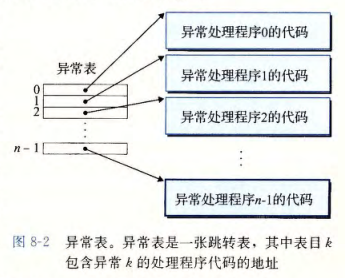 异常处理程序0的代码
异常表
异常处理程序1的代码
0
1
2
异常处理程序2的代码
⋮
⋮
n-1
异常处理程序n-1的代码
图 8-2 异常表。异常表是一张跳转表，其中表目 k
包含异常 k 的处理程序代码的地址